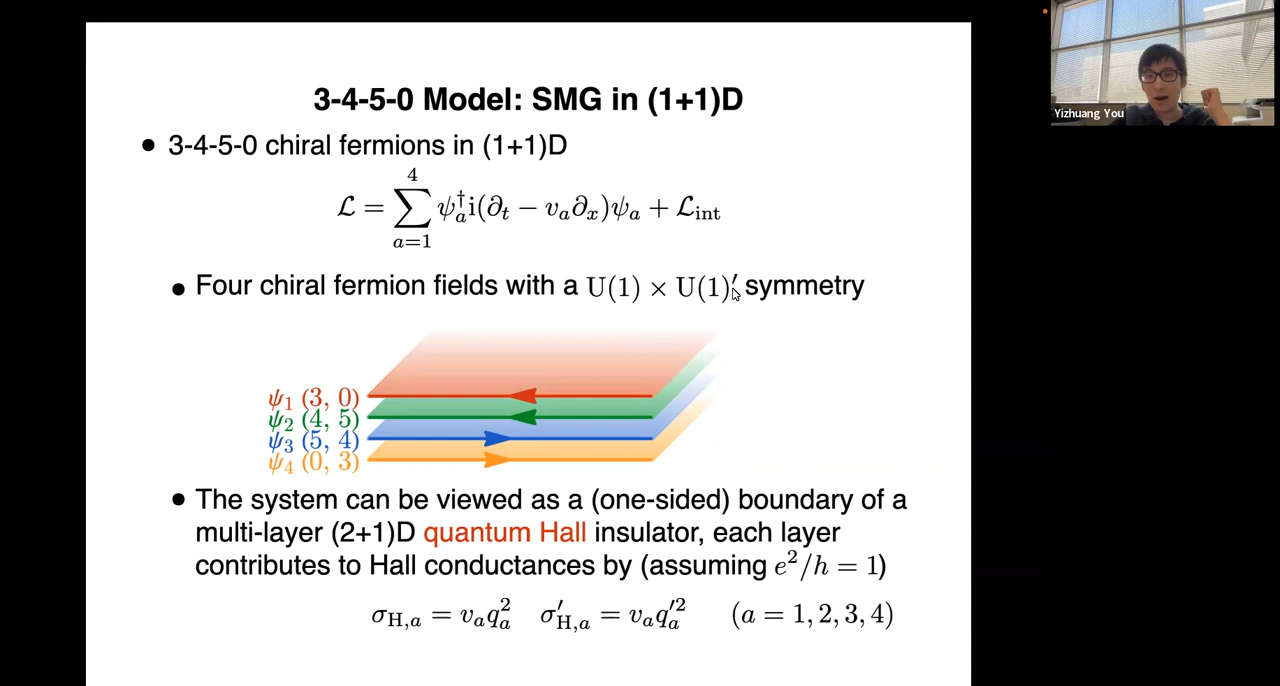 3-4-5-0 Model: SMG in (1+1)D
• 3-4-5-0 chiral fermions in (1+1)D
ℒ = ∑_{a=1}^{4} ψ_a^† i(∂_t − v_a ∂_x)ψ_a + ℒ_int
• Four chiral fermion fields with a U(1) × U(1)′ symmetry
ψ₁ (3, 0)
ψ₂ (4, 5)
ψ₃ (5, 4)
ψ₄ (0, 3)
• The system can be viewed as a (one-sided) boundary of a
multi-layer (2+1)D quantum Hall insulator, each layer
contributes to Hall conductances by (assuming e²/h = 1)
σ_{H,a} = v_a q_a² σ′_{H,a} = v_a q′_a² (a = 1, 2, 3, 4)
Yizhuang You